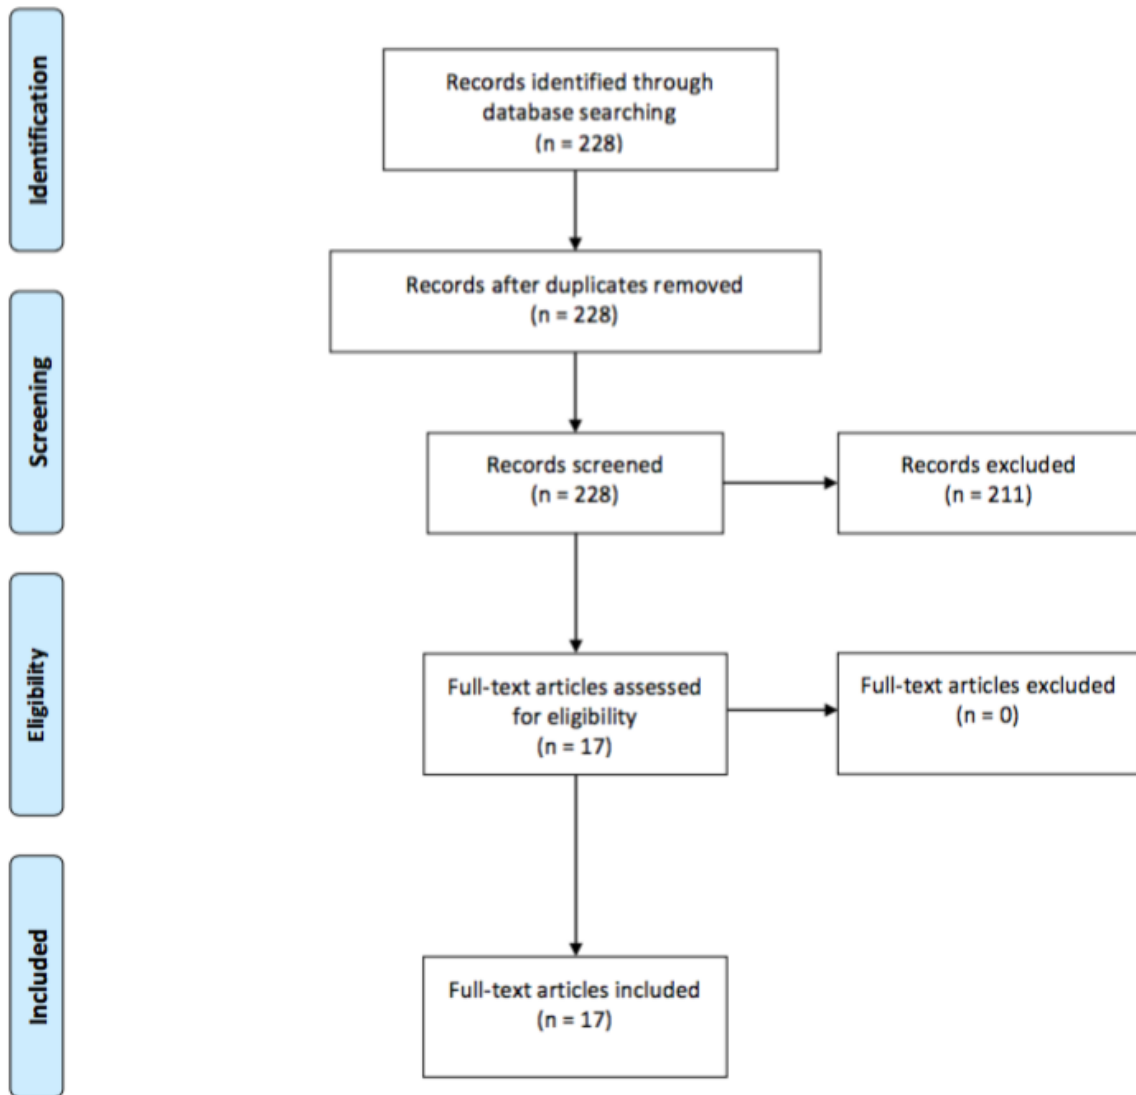 Identification
Records identified through
database searching
(n = 228)
Records after duplicates removed
(n = 228)
Screening
Records screened
(n = 228)
Records excluded
(n = 211)
Eligibility
Full-text articles assessed
for eligibility
(n = 17)
Full-text articles excluded
(n = 0)
Included
Full-text articles included
(n = 17)